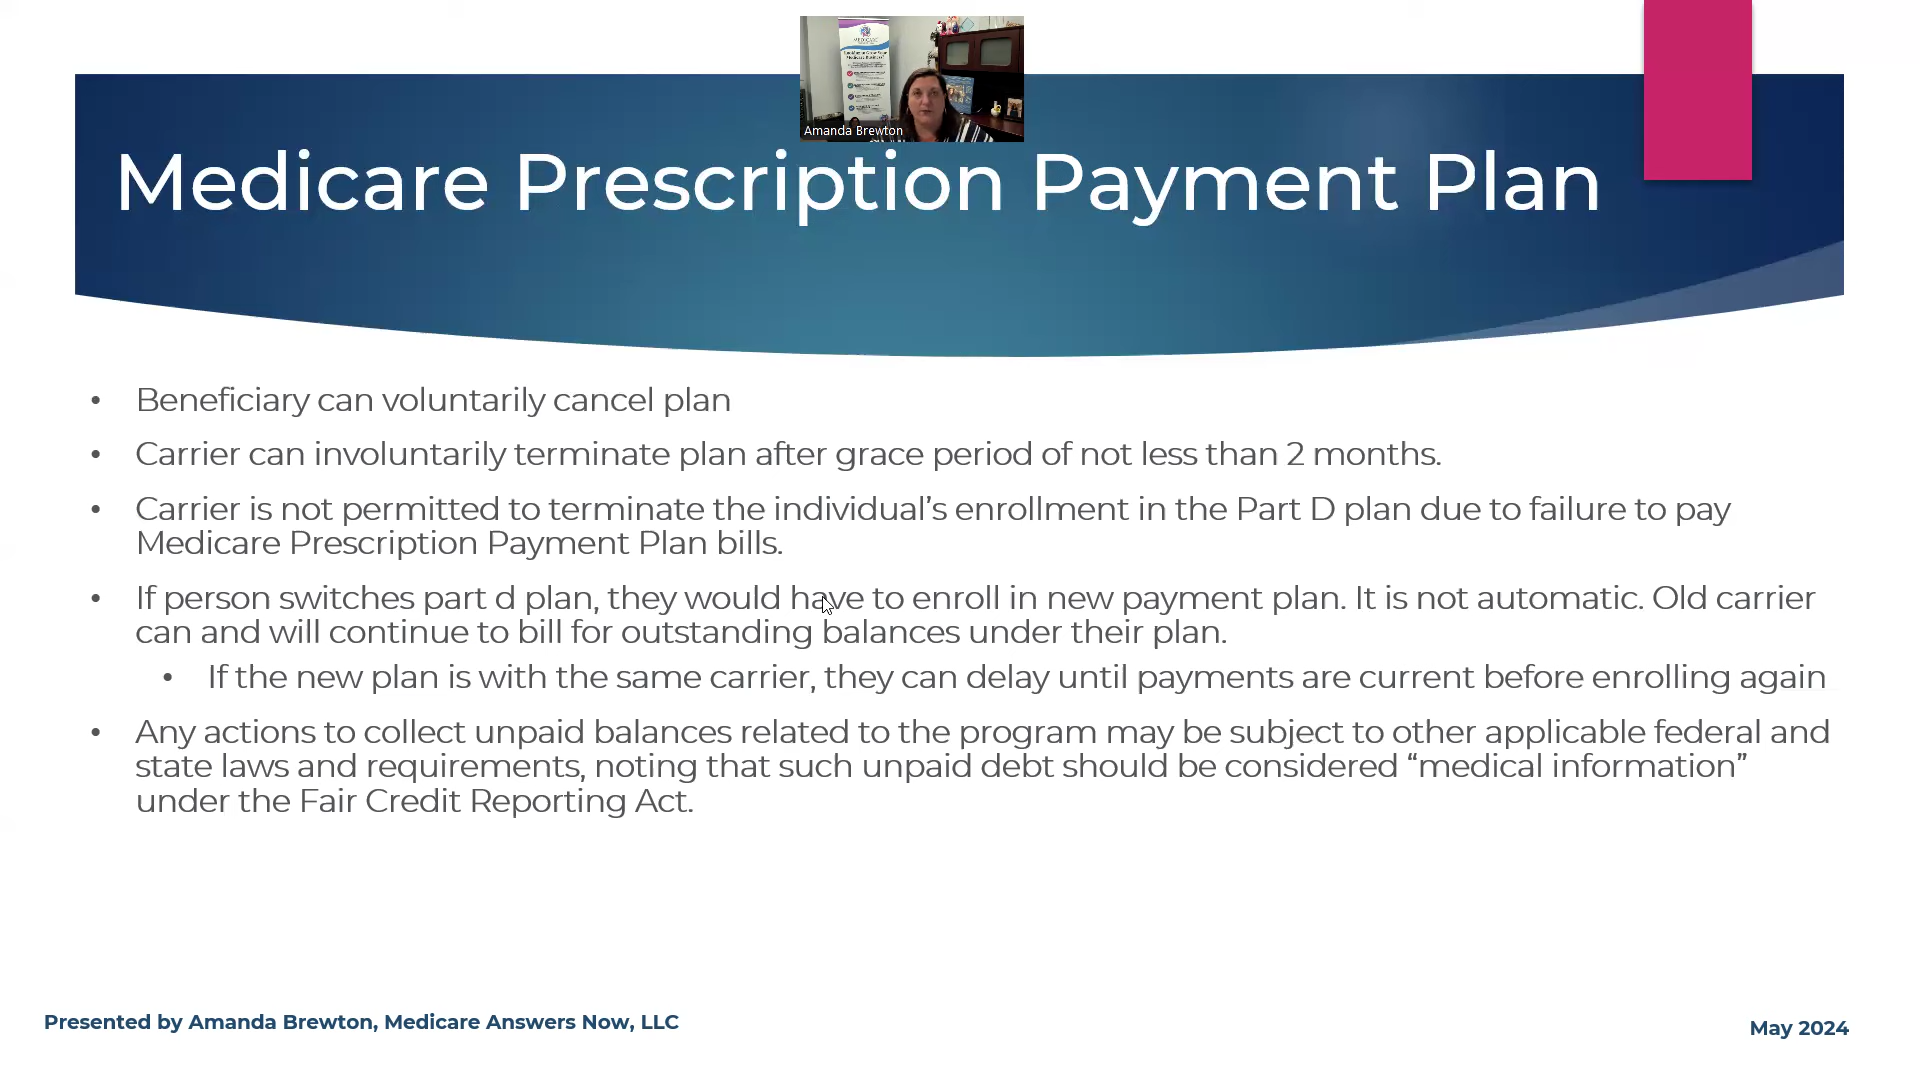 MEDICARE
Amanda Brewton
Medicare Prescription Payment Plan
• Beneficiary can voluntarily cancel plan
• Carrier can involuntarily terminate plan after grace period of not less than 2 months.
• Carrier is not permitted to terminate the individual’s enrollment in the Part D plan due to failure to pay
Medicare Prescription Payment Plan bills.
• If person switches part d plan, they would have to enroll in new payment plan. It is not automatic. Old carrier
can and will continue to bill for outstanding balances under their plan.
• If the new plan is with the same carrier, they can delay until payments are current before enrolling again
• Any actions to collect unpaid balances related to the program may be subject to other applicable federal and
state laws and requirements, noting that such unpaid debt should be considered “medical information”
under the Fair Credit Reporting Act.
Presented by Amanda Brewton, Medicare Answers Now, LLC
May 2024